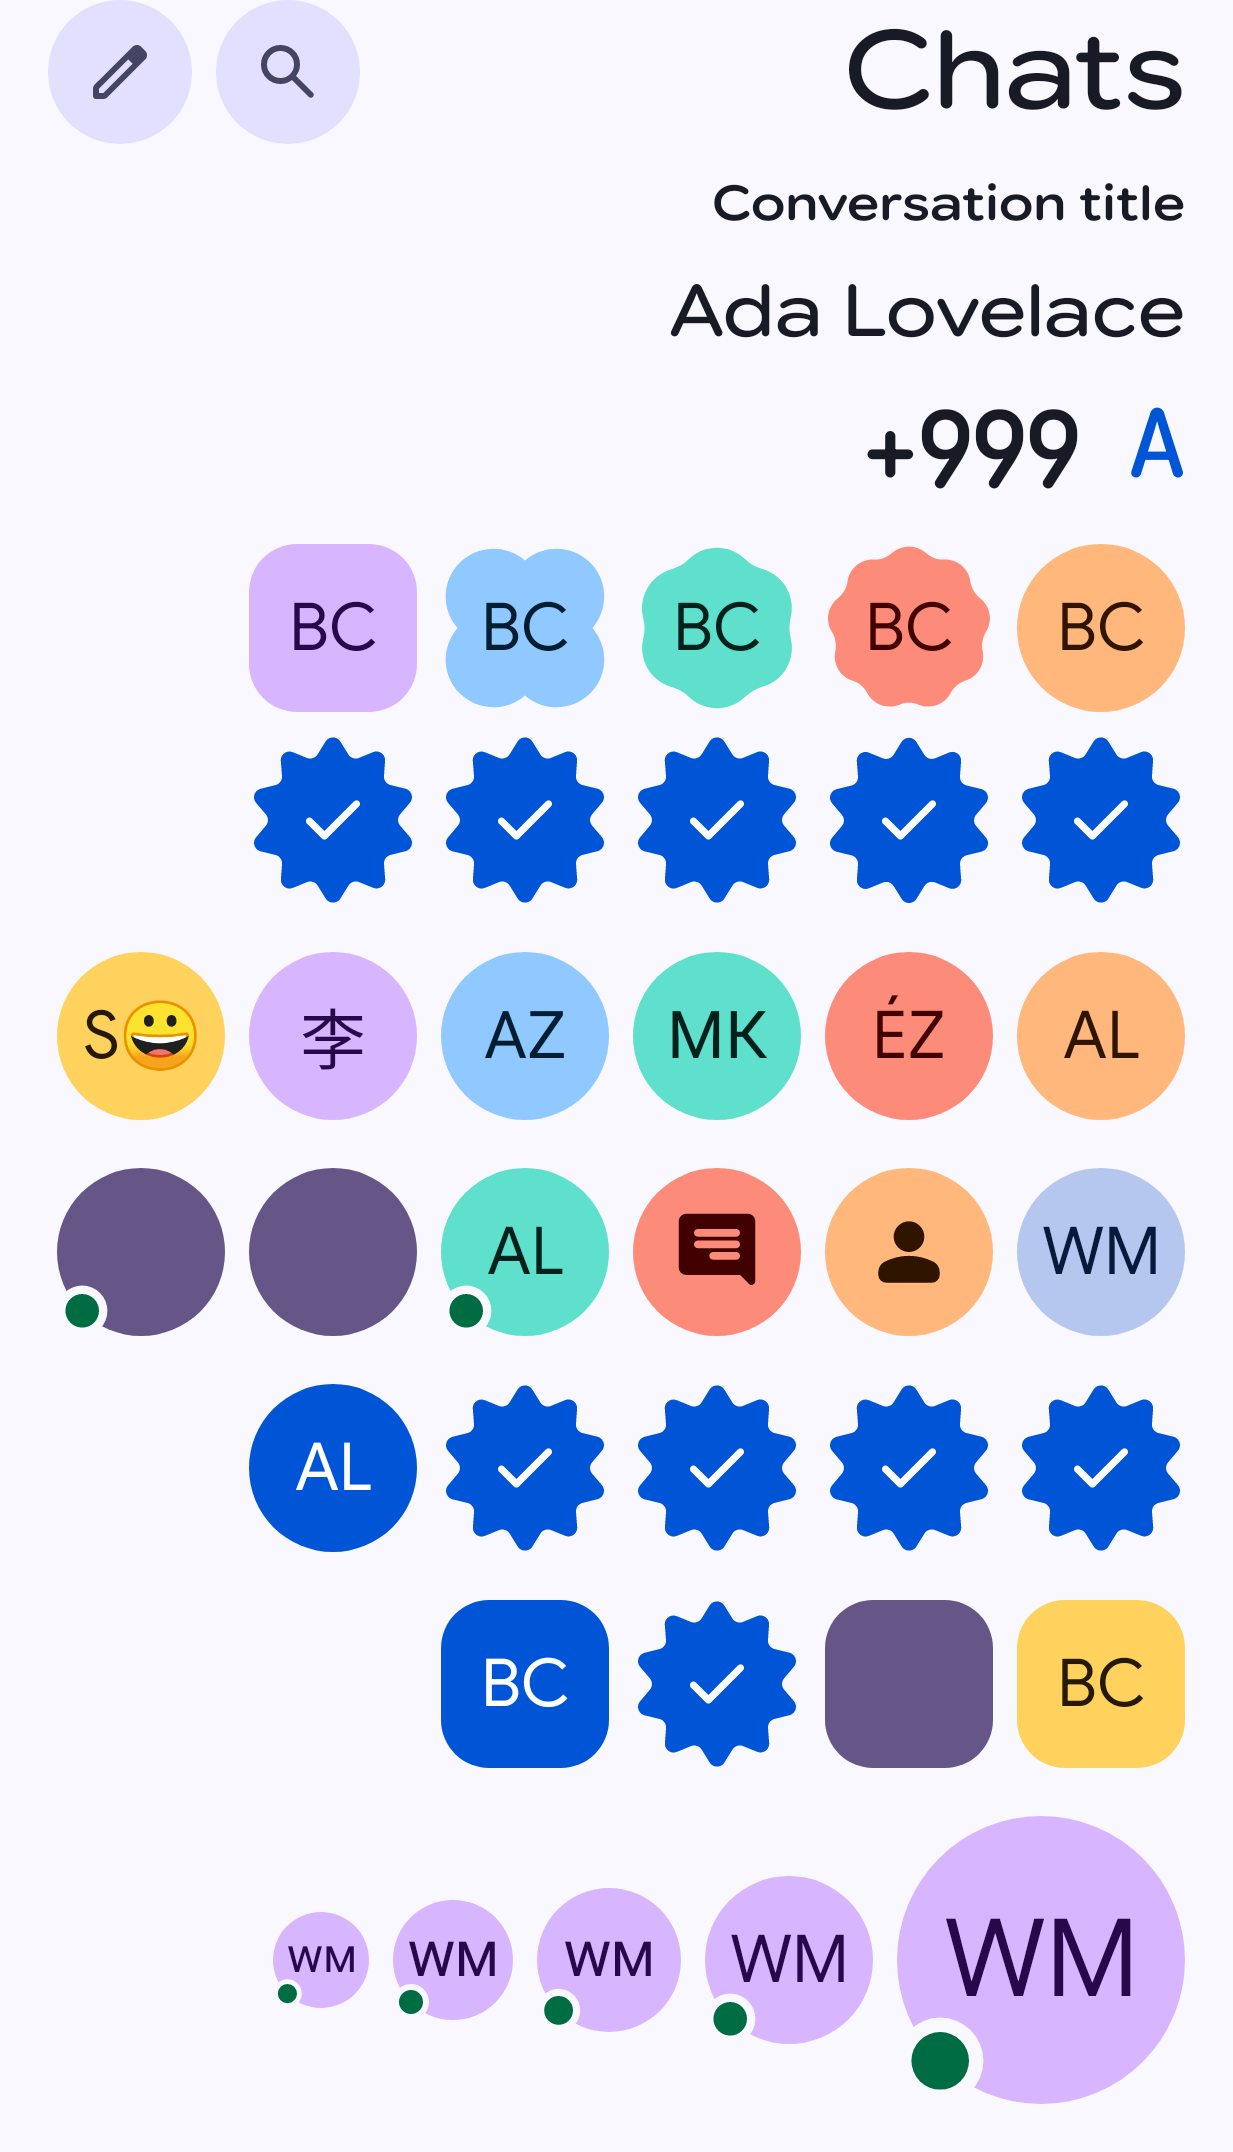 Chats
Conversation title
Ada Lovelace
+999 A
BC BC BC BC BC
S😀 李 AZ MK ÉZ AL
AL WM
AL
BC BC
WM WM WM WM WM